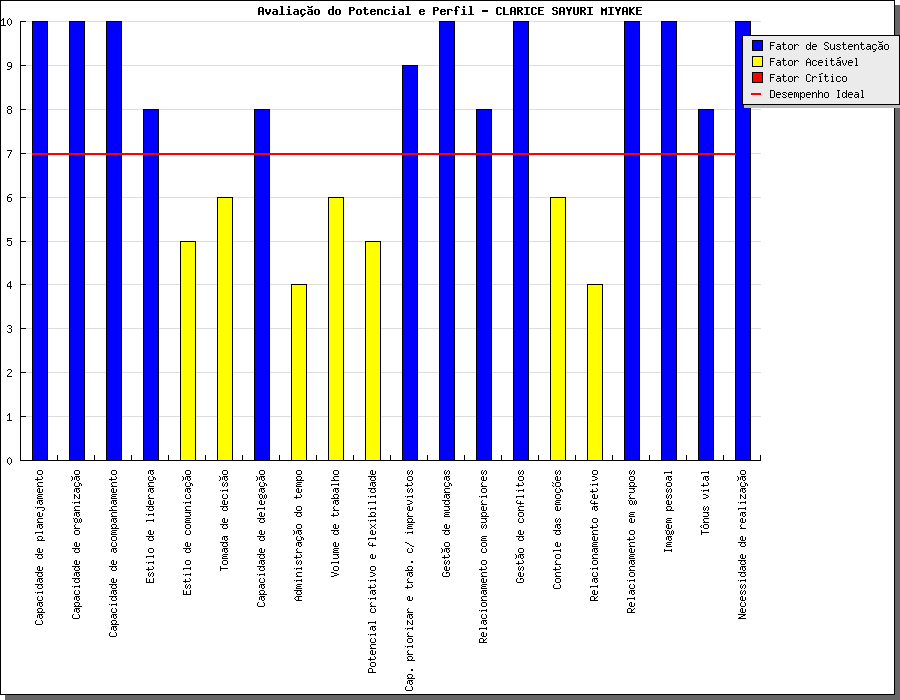 Avaliação do Potencial e Perfil - CLARICE SAYURI MIYAKE
10
9
8
7
6
5
4
3
2
1
0
Fator de Sustentação
Fator Aceitável
Fator Crítico
Desempenho Ideal
Capacidade de planejamento
Capacidade de organização
Capacidade de acompanhamento
Estilo de liderança
Estilo de comunicação
Tomada de decisão
Capacidade de delegação
Administração do tempo
Volume de trabalho
Potencial criativo e flexibilidade
Cap. priorizar e trab. c/ imprevistos
Gestão de mudanças
Relacionamento com superiores
Gestão de conflitos
Controle das emoções
Relacionamento afetivo
Relacionamento em grupos
Imagem pessoal
Tônus vital
Necessidade de realização